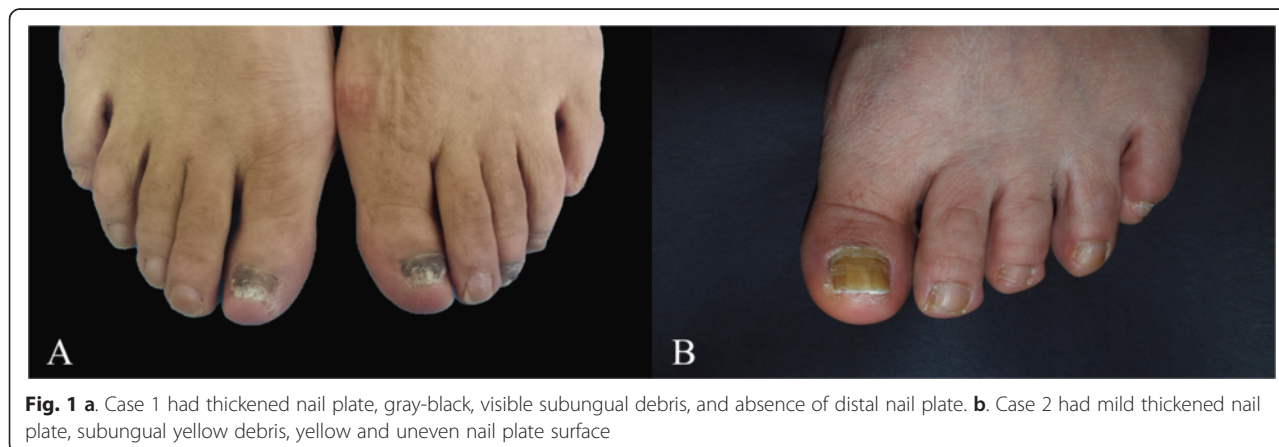 A
B
Fig. 1 a. Case 1 had thickened nail plate, gray-black, visible subungual debris, and absence of distal nail plate. b. Case 2 had mild thickened nail
plate, subungual yellow debris, yellow and uneven nail plate surface